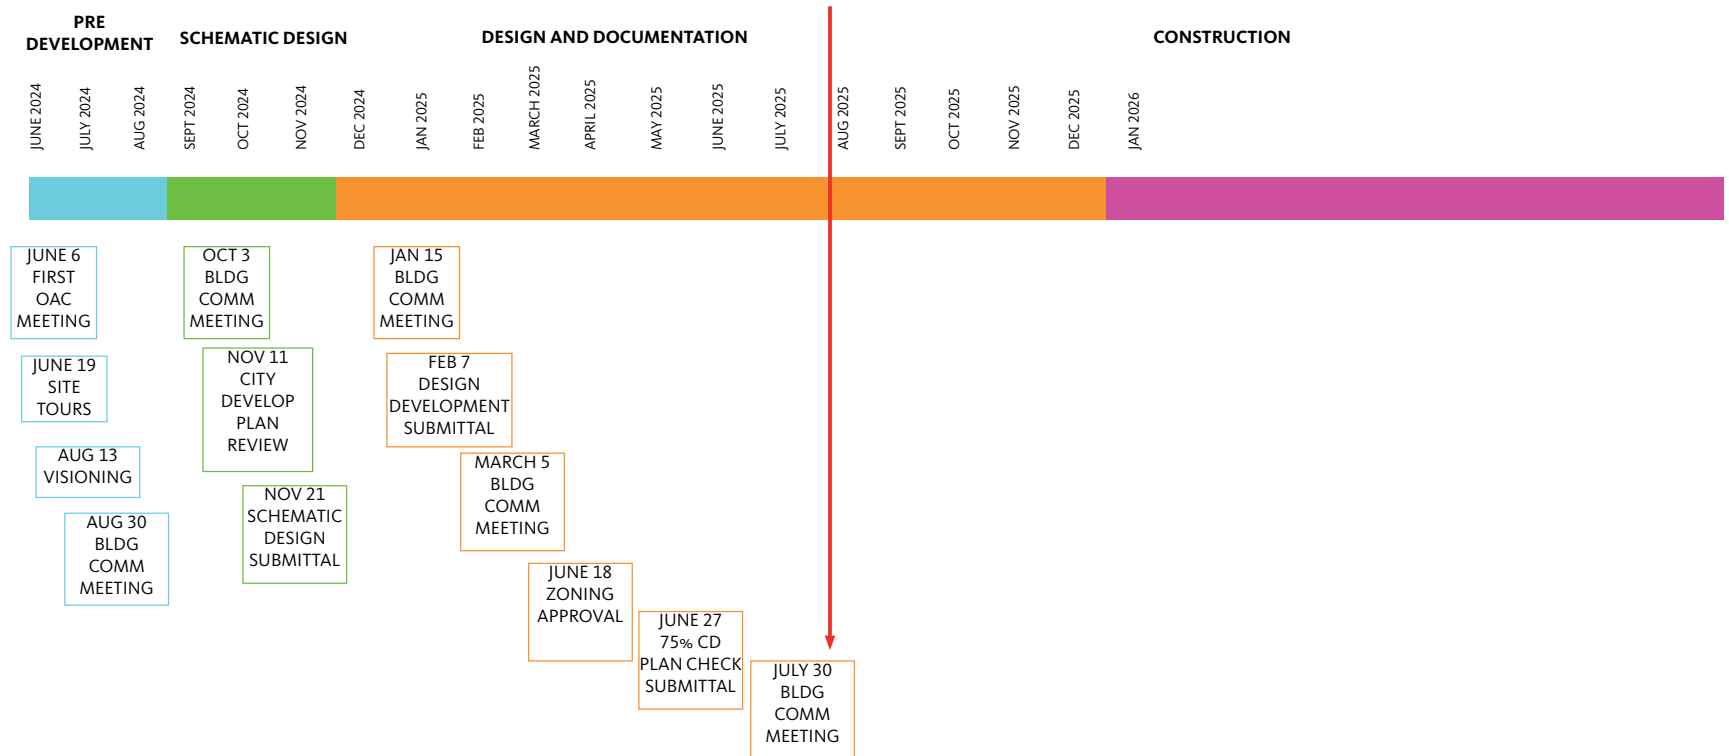 PRE
DEVELOPMENT
SCHEMATIC DESIGN
DESIGN AND DOCUMENTATION
CONSTRUCTION
JUNE 2024
JULY 2024
AUG 2024
SEPT 2024
OCT 2024
NOV 2024
DEC 2024
JAN 2025
FEB 2025
MARCH 2025
APRIL 2025
MAY 2025
JUNE 2025
JULY 2025
AUG 2025
SEPT 2025
OCT 2025
NOV 2025
DEC 2025
JAN 2026
JUNE 6
FIRST
OAC
MEETING
JUNE 19
SITE
TOURS
AUG 13
VISIONING
AUG 30
BLDG
COMM
MEETING
OCT 3
BLDG
COMM
MEETING
NOV 11
CITY
DEVELOP
PLAN
REVIEW
NOV 21
SCHEMATIC
DESIGN
SUBMITTAL
JAN 15
BLDG
COMM
MEETING
FEB 7
DESIGN
DEVELOPMENT
SUBMITTAL
MARCH 5
BLDG
COMM
MEETING
JUNE 18
ZONING
APPROVAL
JUNE 27
75% CD
PLAN CHECK
SUBMITTAL
JULY 30
BLDG
COMM
MEETING